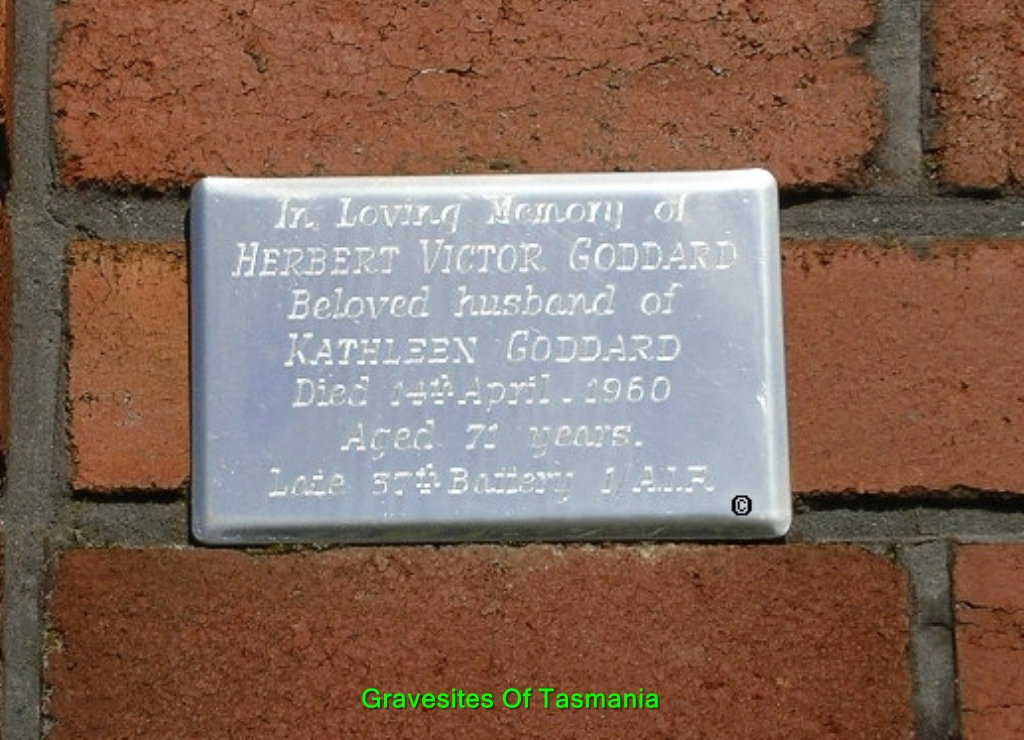 In Loving Memory of
HERBERT VICTOR GODDARD
Beloved husband of
KATHLEEN GODDARD
Died 14th April . 1960
Aged 71 years.
Late 37th Battery 1/A.I.F.
©
Gravesites Of Tasmania